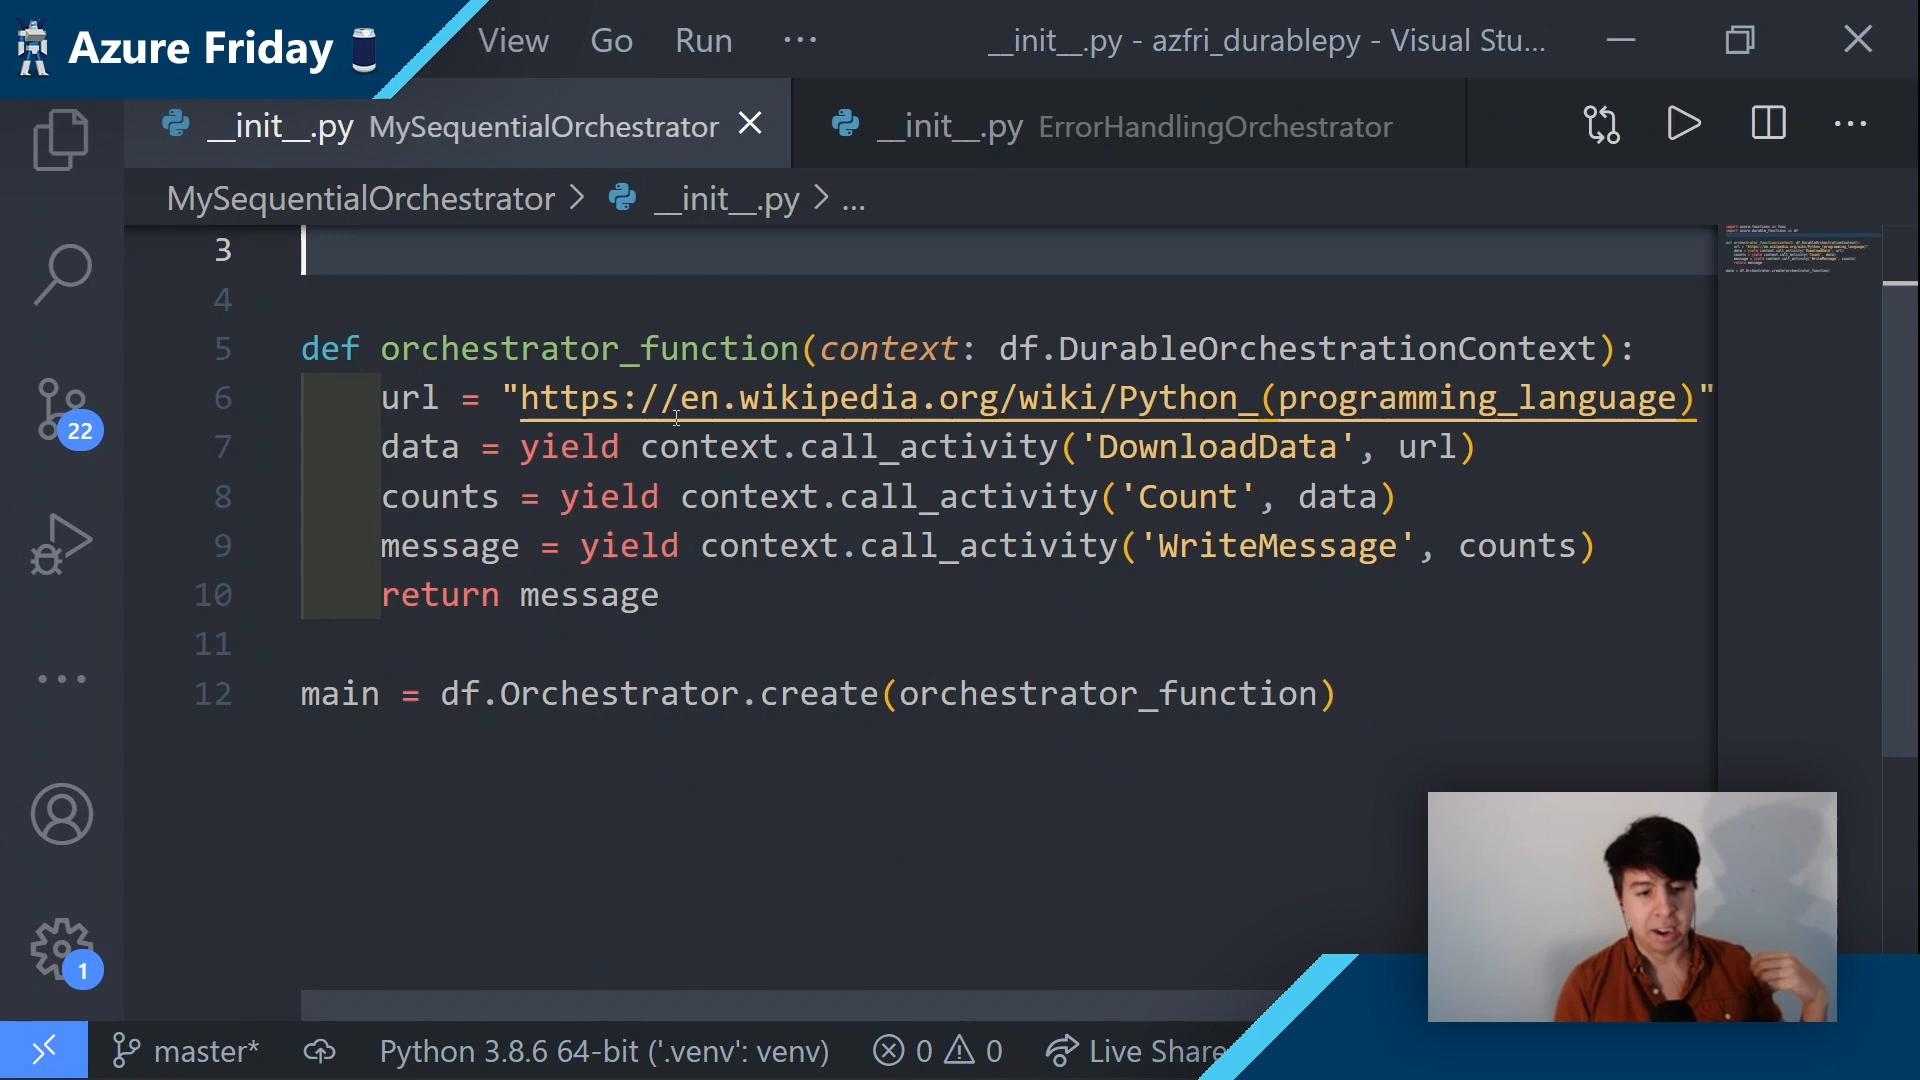 Azure Friday
View Go Run ...
__init__.py - azfri_durablepy - Visual Stu...
__init__.py MySequentialOrchestrator
__init__.py ErrorHandlingOrchestrator
MySequentialOrchestrator > __init__.py > ...
3
4
5 def orchestrator_function(context: df.DurableOrchestrationContext):
6 url = "https://en.wikipedia.org/wiki/Python_(programming_language)"
7 data = yield context.call_activity('DownloadData', url)
8 counts = yield context.call_activity('Count', data)
9 message = yield context.call_activity('WriteMessage', counts)
10 return message
11
12 main = df.Orchestrator.create(orchestrator_function)
22
1
master* Python 3.8.6 64-bit ('.venv': venv) 0 0 Live Share